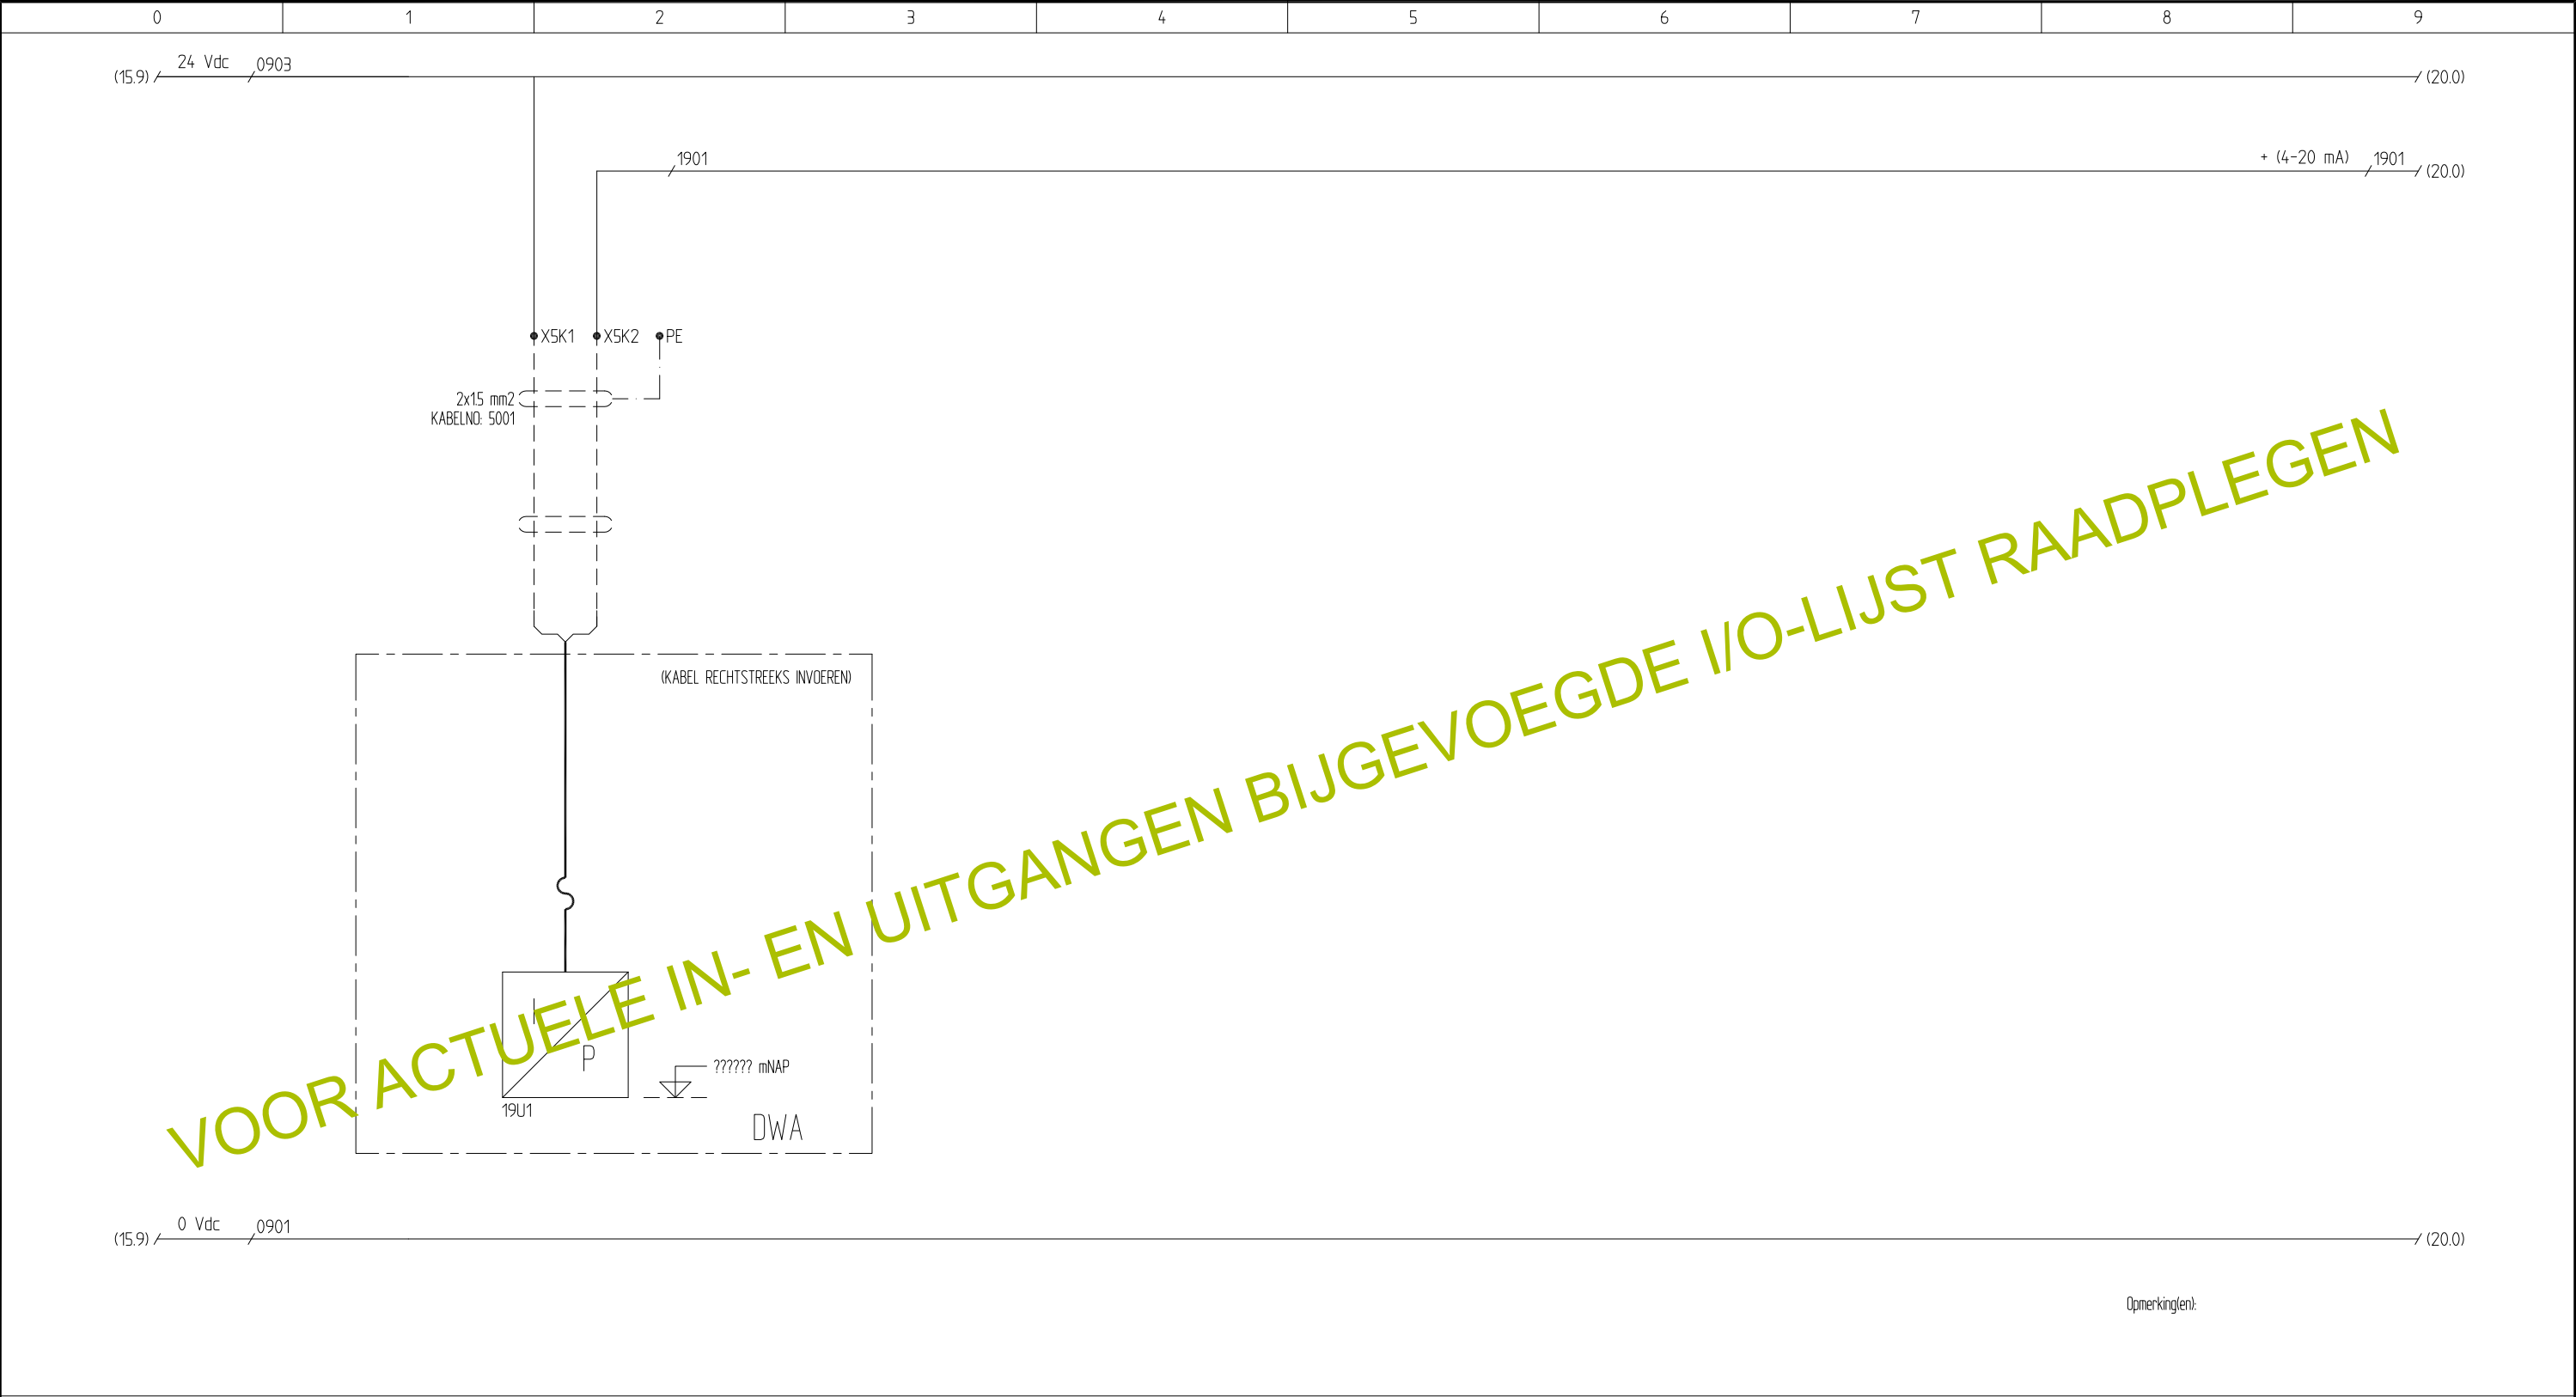 0 1 2 3 4 5 6 7 8 9
24 Vdc 0903
(15.9) (20.0)
1901 + (4-20 mA) 1901
(20.0)
X5K1 X5K2 PE
2x1.5 mm2
KABELNO: 5001
(KABEL RECHTSTREEKS INVOEREN)
VOOR ACTUELE IN- EN UITGANGEN BIJGEVOEGDE I/O-LIJST RAADPLEGEN
I
P
?????? mNAP
19U1
DWA
0 Vdc 0901
(15.9) (20.0)
Opmerking(en):